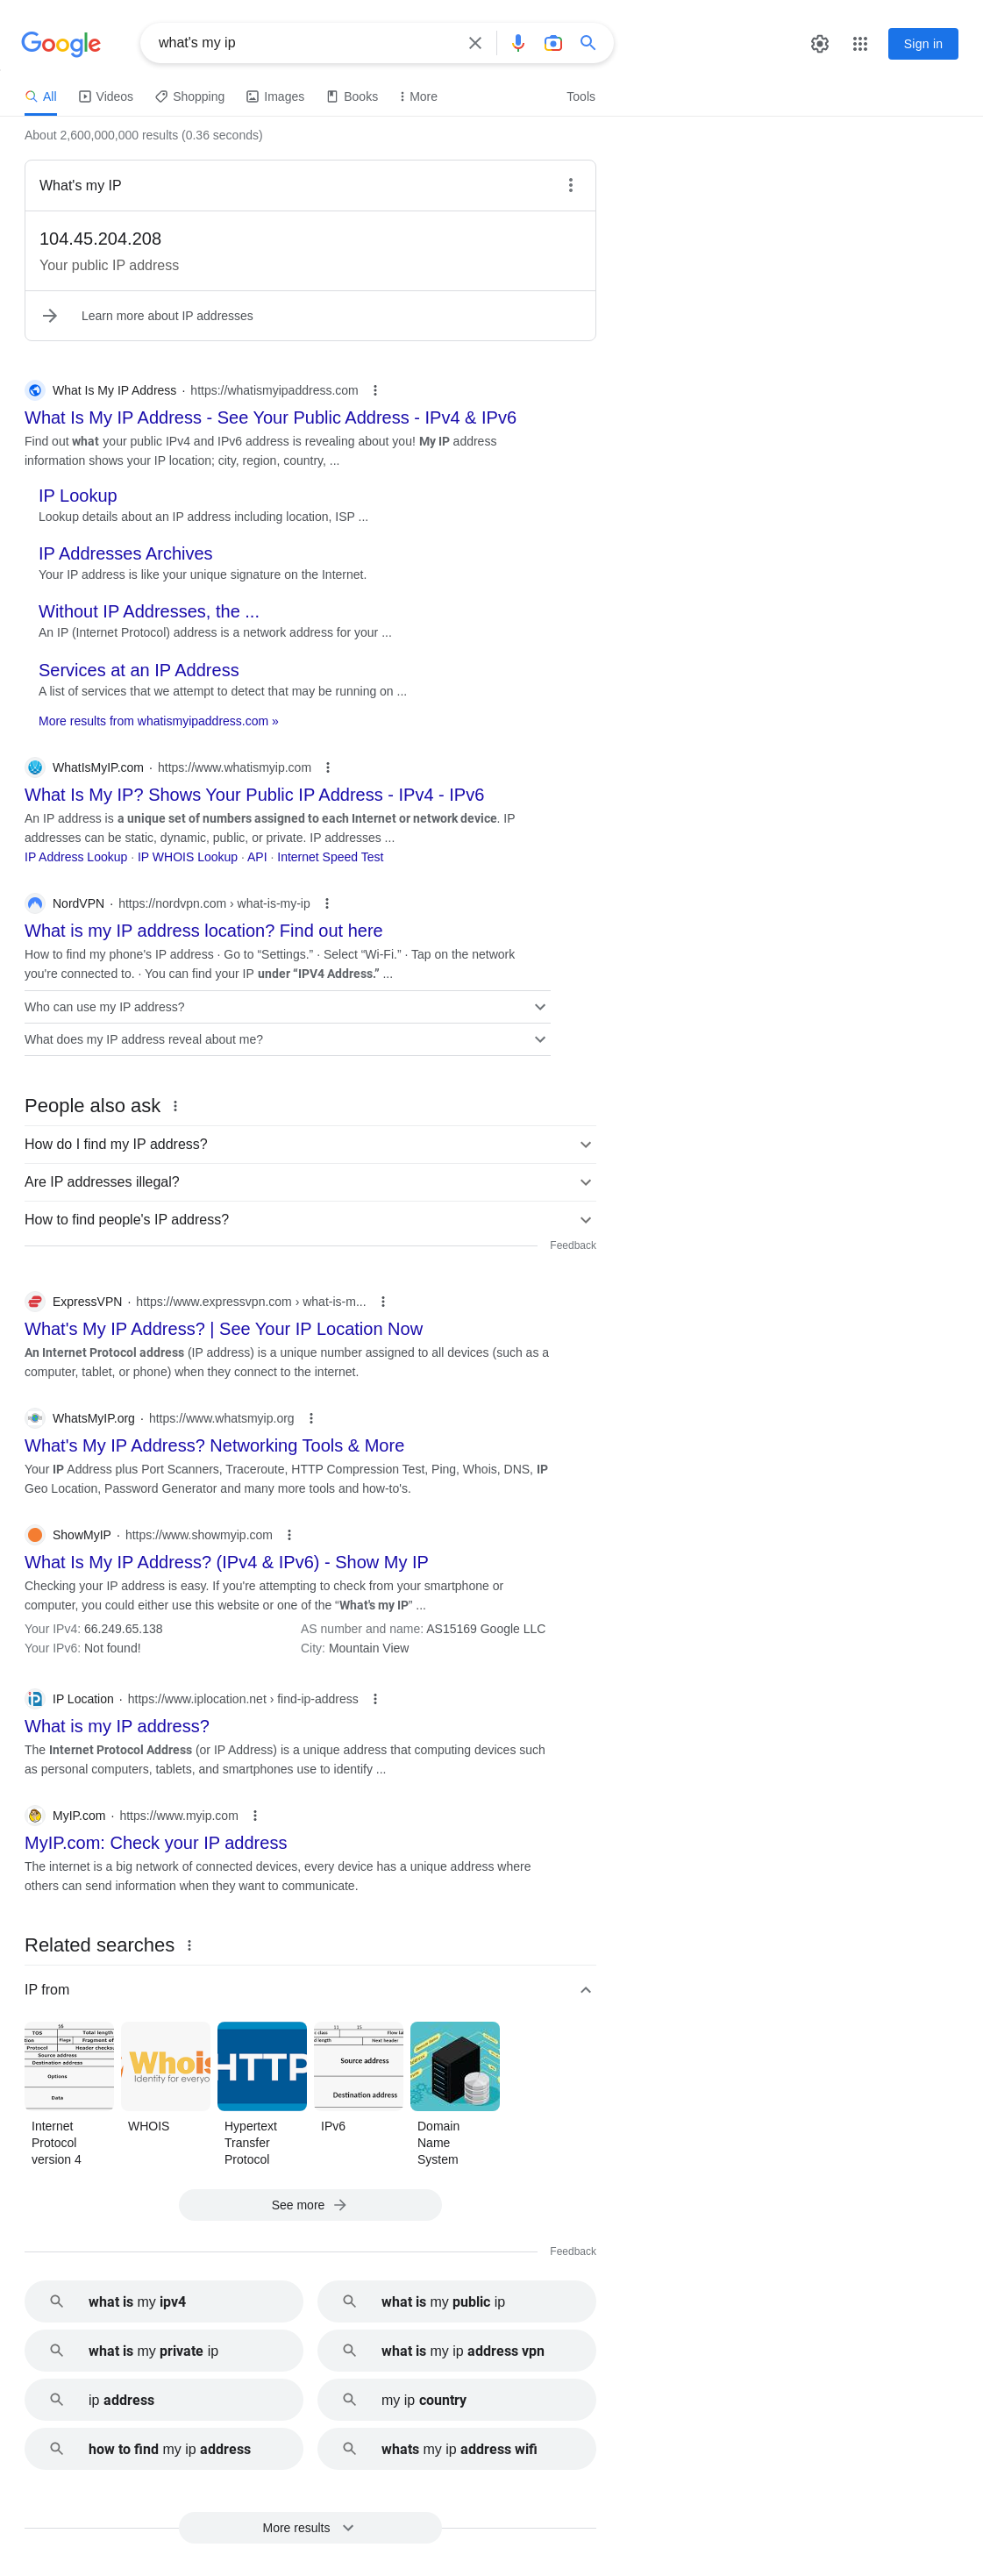 Google
what's my ip
Sign in
All
Videos
Shopping
Images
Books
More
Tools
About 2,600,000,000 results (0.36 seconds)
What's my IP
104.45.204.208
Your public IP address
Learn more about IP addresses
What Is My IP Address · https://whatismyipaddress.com
What Is My IP Address - See Your Public Address - IPv4 & IPv6
Find out what your public IPv4 and IPv6 address is revealing about you! My IP address
information shows your IP location; city, region, country, ...
IP Lookup
Lookup details about an IP address including location, ISP ...
IP Addresses Archives
Your IP address is like your unique signature on the Internet.
Without IP Addresses, the ...
An IP (Internet Protocol) address is a network address for your ...
Services at an IP Address
A list of services that we attempt to detect that may be running on ...
More results from whatismyipaddress.com »
WhatIsMyIP.com · https://www.whatismyip.com
What Is My IP? Shows Your Public IP Address - IPv4 - IPv6
An IP address is a unique set of numbers assigned to each Internet or network device. IP
addresses can be static, dynamic, public, or private. IP addresses ...
IP Address Lookup · IP WHOIS Lookup · API · Internet Speed Test
NordVPN · https://nordvpn.com › what-is-my-ip
What is my IP address location? Find out here
How to find my phone's IP address · Go to “Settings.” · Select “Wi-Fi.” · Tap on the network
you're connected to. · You can find your IP under “IPV4 Address.” ...
Who can use my IP address?
What does my IP address reveal about me?
People also ask
How do I find my IP address?
Are IP addresses illegal?
How to find people's IP address?
Feedback
ExpressVPN · https://www.expressvpn.com › what-is-m...
What's My IP Address? | See Your IP Location Now
An Internet Protocol address (IP address) is a unique number assigned to all devices (such as a
computer, tablet, or phone) when they connect to the internet.
WhatsMyIP.org · https://www.whatsmyip.org
What's My IP Address? Networking Tools & More
Your IP Address plus Port Scanners, Traceroute, HTTP Compression Test, Ping, Whois, DNS, IP
Geo Location, Password Generator and many more tools and how-to's.
ShowMyIP · https://www.showmyip.com
What Is My IP Address? (IPv4 & IPv6) - Show My IP
Checking your IP address is easy. If you're attempting to check from your smartphone or
computer, you could either use this website or one of the “What's my IP” ...
Your IPv4: 66.249.65.138
AS number and name: AS15169 Google LLC
Your IPv6: Not found!
City: Mountain View
IP Location · https://www.iplocation.net › find-ip-address
What is my IP address?
The Internet Protocol Address (or IP Address) is a unique address that computing devices such
as personal computers, tablets, and smartphones use to identify ...
MyIP.com · https://www.myip.com
MyIP.com: Check your IP address
The internet is a big network of connected devices, every device has a unique address where
others can send information when they want to communicate.
Related searches
IP from
16
TOS Total length
Flags Fragment of
Protocol Header checks
Source address
Destination address
Options
Data
Internet
Protocol
version 4
Whois
Identity for everyo
WHOIS
HTTP
Hypertext
Transfer
Protocol
class
length Next header
Source address
Destination address
IPv6
Domain
Name
System
See more
Feedback
what is my ipv4
what is my public ip
what is my private ip
what is my ip address vpn
ip address
my ip country
how to find my ip address
whats my ip address wifi
More results